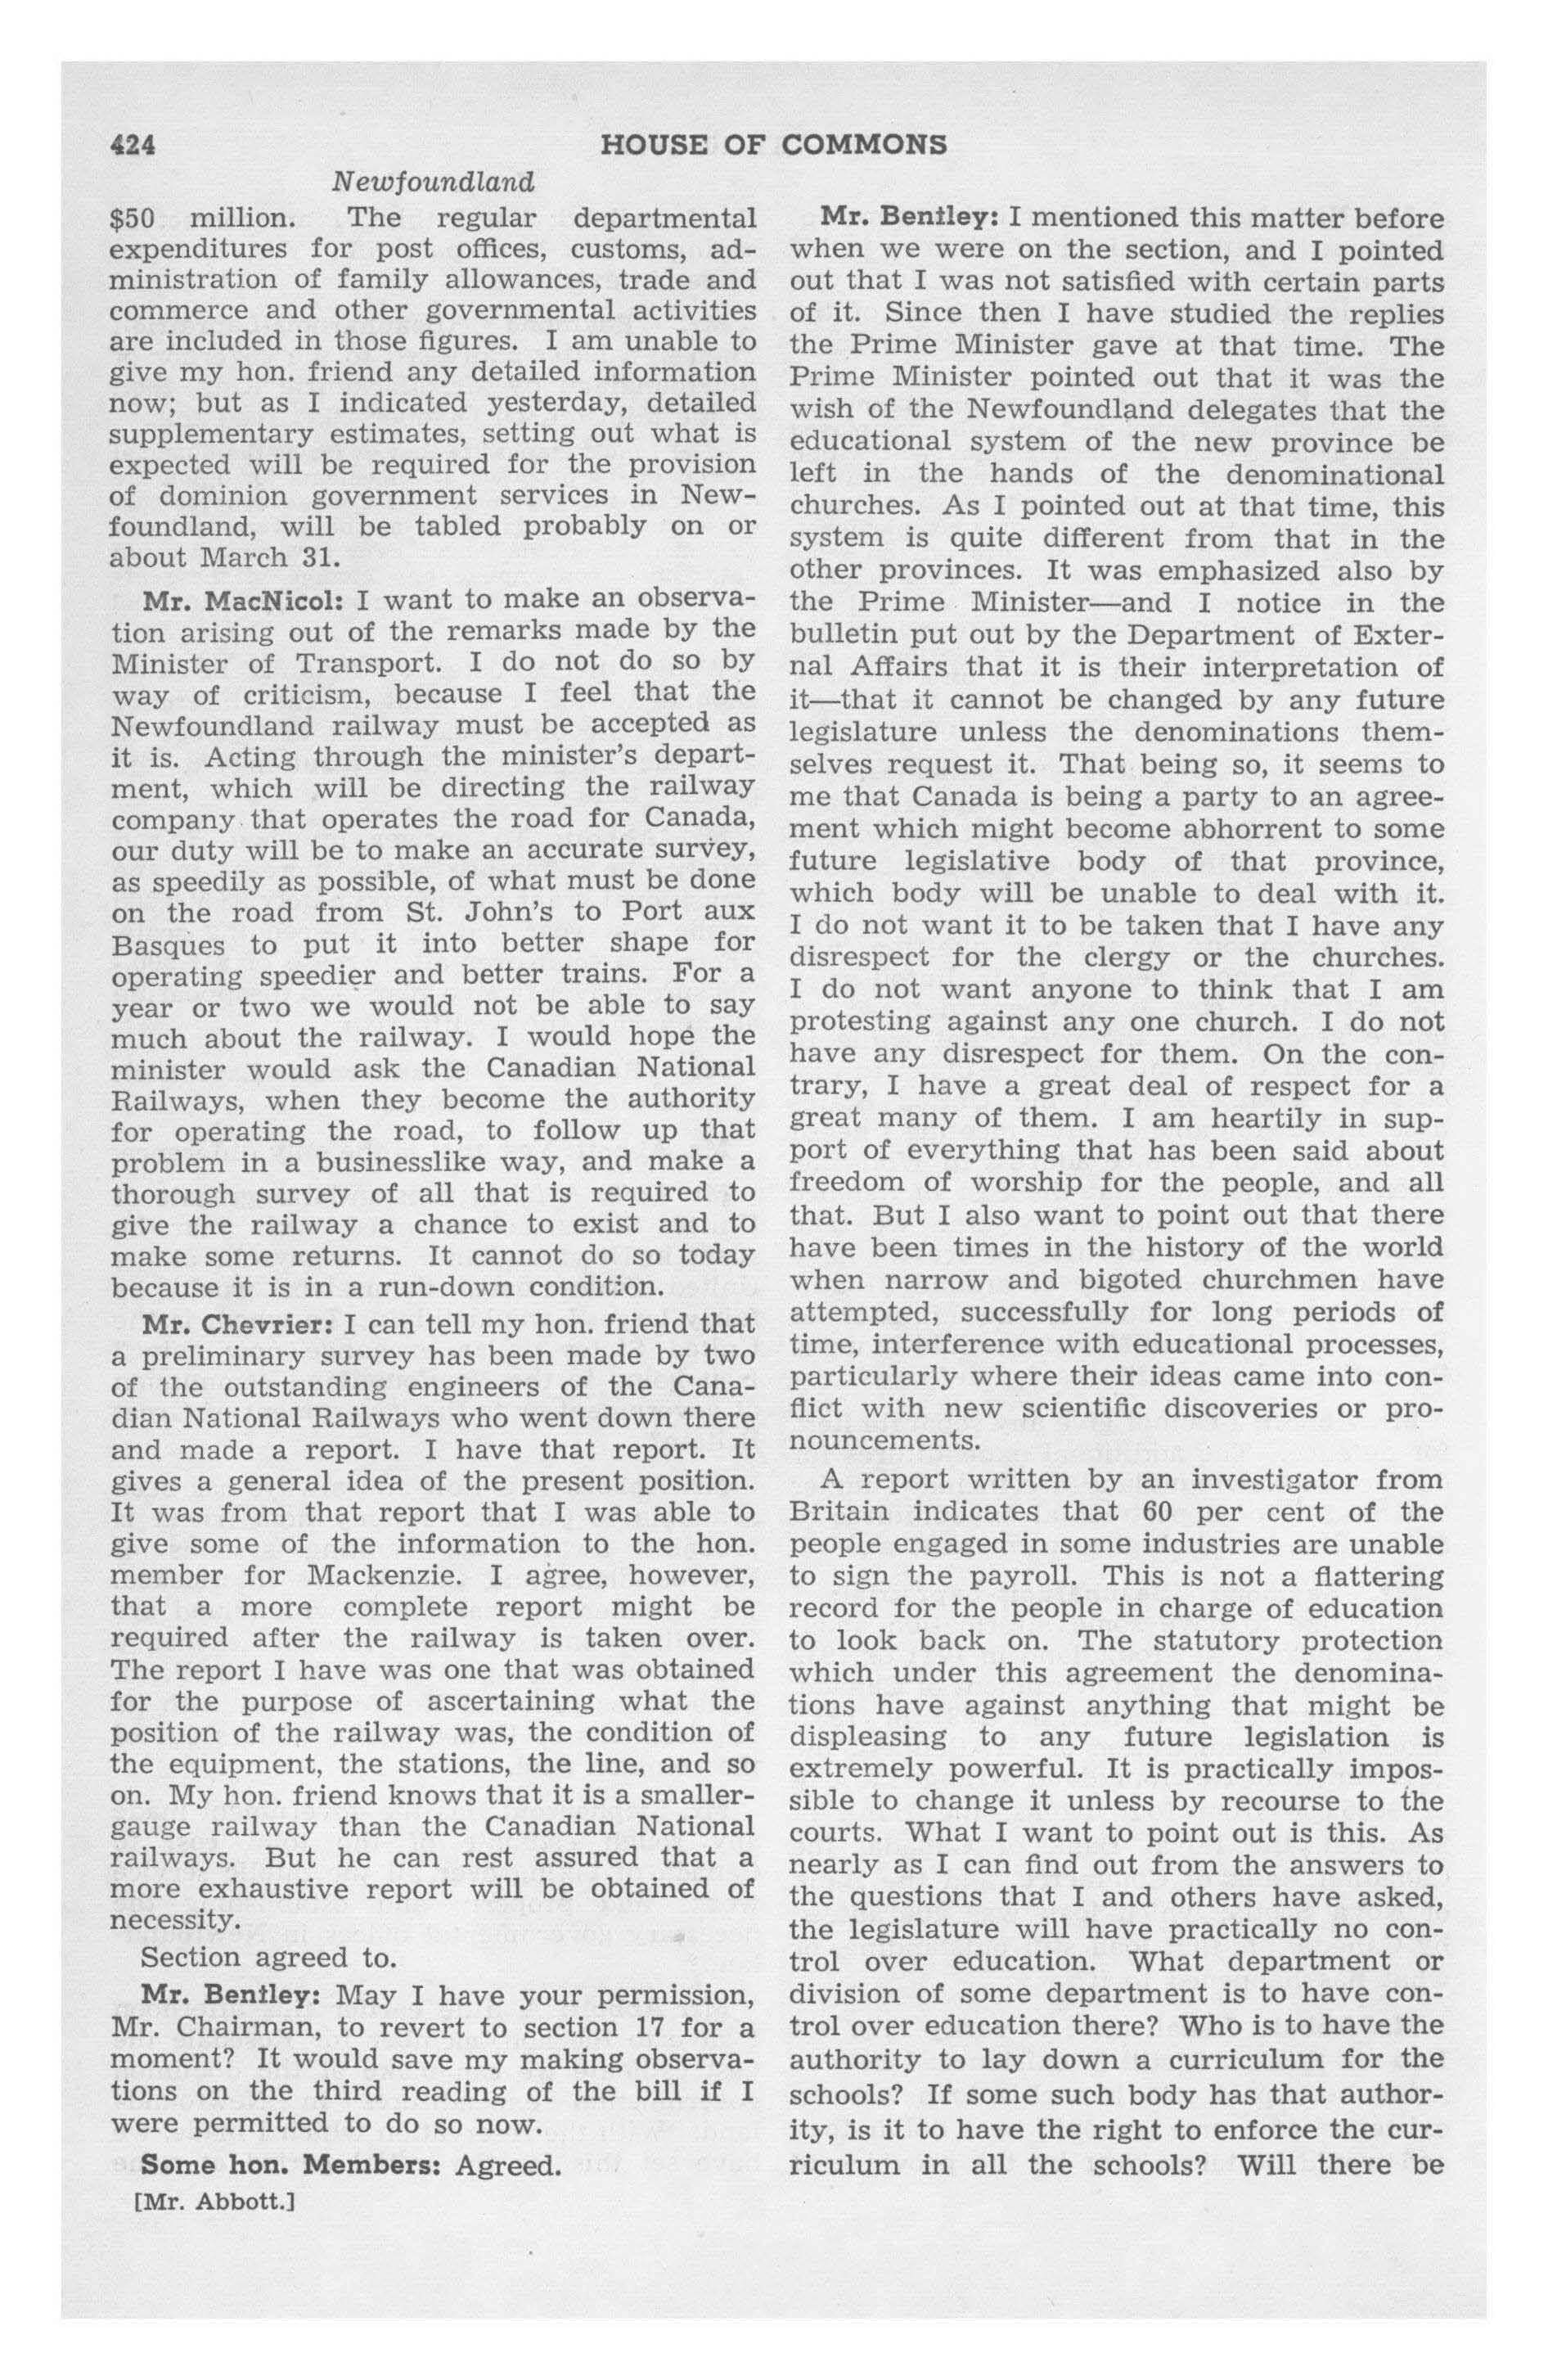 424
HOUSE OF COMMONS
Newfoundland
$50 million. The regular departmental
expenditures for post offices, customs, ad-
ministration of family allowances, trade and
commerce and other governmental activities
are included in those figures. I am unable to
give my hon. friend any detailed information
now; but as I indicated yesterday, detailed
supplementary estimates, setting out what is
expected will be required for the provision
of dominion government services in New-
foundland, will be tabled probably on or
about March 31.
Mr. MacNicol: I want to make an observa-
tion arising out of the remarks made by the
Minister of Transport. I do not do so by
way of criticism, because I feel that the
Newfoundland railway must be accepted as
it is. Acting through the minister's depart-
ment, which will be directing the railway
company that operates the road for Canada,
our duty will be to make an accurate survey,
as speedily as possible, of what must be done
on the road from St. John's to Port aux
Basques to put it into better shape for
operating speedier and better trains. For a
year or two we would not be able to say
much about the railway. I would hope the
minister would ask the Canadian National
Railways, when they become the authority
for operating the road, to follow up that
problem in a businesslike way, and make a
thorough survey of all that is required to
give the railway a chance to exist and to
make some returns. It cannot do so today
because it is in a run-down condition.
Mr. Chevrier: I can tell my hon. friend that
a preliminary survey has been made by two
of the outstanding engineers of the Cana-
dian National Railways who went down there
and made a report. I have that report. It
gives a general idea of the present position.
It was from that report that I was able to
give some of the information to the hon.
member for Mackenzie. I agree, however,
that a more complete report might be
required after the railway is taken over.
The report I have was one that was obtained
for the purpose of ascertaining what the
position of the railway was, the condition of
the equipment, the stations, the line, and so
on. My hon. friend knows that it is a smaller-
gauge railway than the Canadian National
railways. But he can rest assured that a
more exhaustive report will be obtained of
necessity.
Section agreed to.
Mr. Bentley: May I have your permission,
Mr. Chairman, to revert to section 17 for a
moment? It would save my making observa-
tions on the third reading of the bill if I
were permitted to do so now.
Some hon. Members: Agreed.
[Mr. Abbott.]
Mr. Bentley: I mentioned this matter before
when we were on the section, and I pointed
out that I was not satisfied with certain parts
of it. Since then I have studied the replies
the Prime Minister gave at that time. The
Prime Minister pointed out that it was the
wish of the Newfoundland delegates that the
educational system of the new province be
left in the hands of the denominational
churches. As I pointed out at that time, this
system is quite different from that in the
other provinces. It was emphasized also by
the Prime Minister—and I notice in the
bulletin put out by the Department of Exter-
nal Affairs that it is their interpretation of
it—that it cannot be changed by any future
legislature unless the denominations them-
selves request it. That being so, it seems to
me that Canada is being a party to an agree-
ment which might become abhorrent to some
future legislative body of that province,
which body will be unable to deal with it.
I do not want it to be taken that I have any
disrespect for the clergy or the churches.
I do not want anyone to think that I am
protesting against any one church. I do not
have any disrespect for them. On the con-
trary, I have a great deal of respect for a
great many of them. I am heartily in sup-
port of everything that has been said about
freedom of worship for the people, and all
that. But I also want to point out that there
have been times in the history of the world
when narrow and bigoted churchmen have
attempted, successfully for long periods of
time, interference with educational processes,
particularly where their ideas came into con-
flict with new scientific discoveries or pro-
nouncements.
A report written by an investigator from
Britain indicates that 60 per cent of the
people engaged in some industries are unable
to sign the payroll. This is not a flattering
record for the people in charge of education
to look back on. The statutory protection
which under this agreement the denomina-
tions have against anything that might be
displeasing to any future legislation is
extremely powerful. It is practically impos-
sible to change it unless by recourse to the
courts. What I want to point out is this. As
nearly as I can find out from the answers to
the questions that I and others have asked,
the legislature will have practically no con-
trol over education. What department or
division of some department is to have con-
trol over education there? Who is to have the
authority to lay down a curriculum for the
schools? If some such body has that author-
ity, is it to have the right to enforce the cur-
riculum in all the schools? Will there be